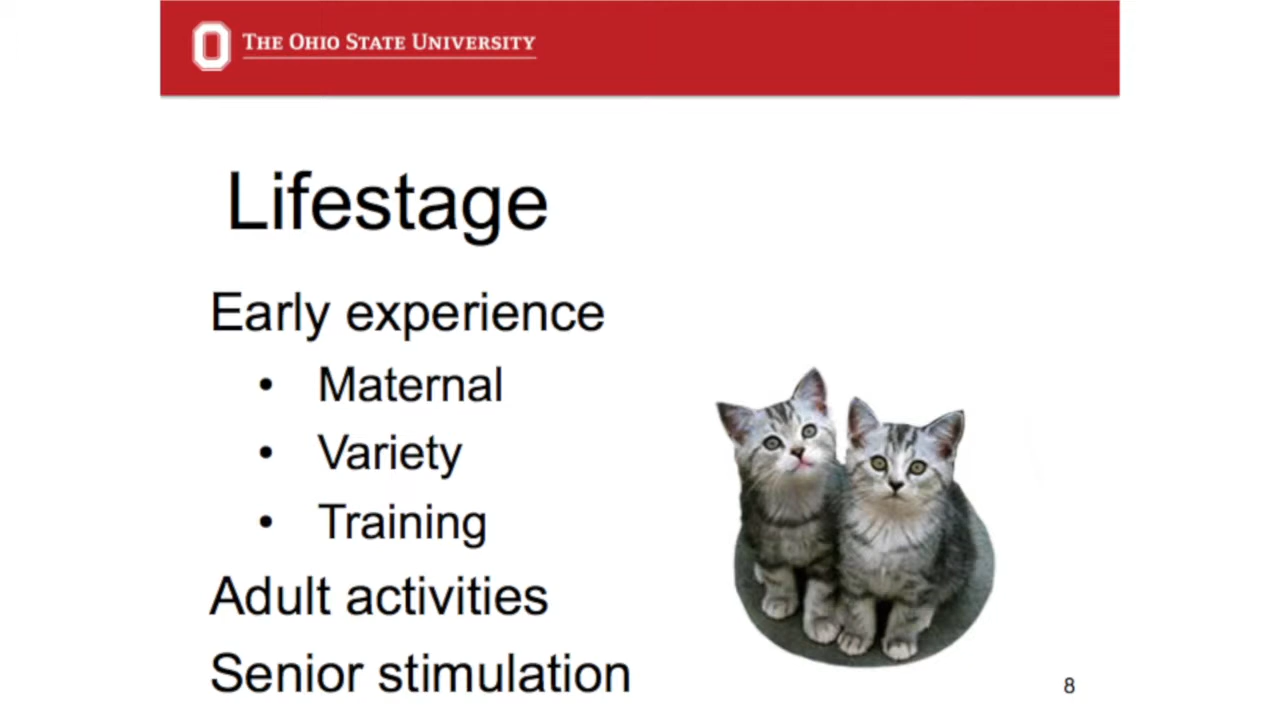 THE OHIO STATE UNIVERSITY
Lifestage
Early experience
• Maternal
• Variety
• Training
Adult activities
Senior stimulation
8